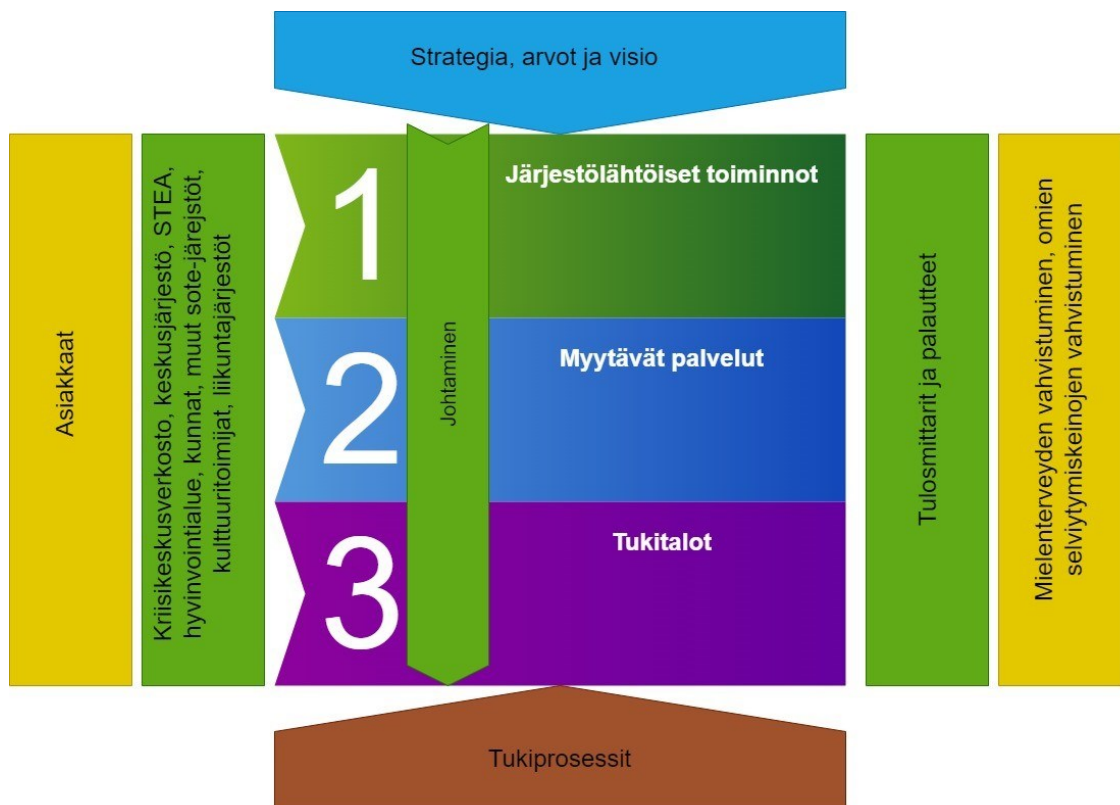 Strategia, arvot ja visio
Asiakkaat
Kriisikeskusverkosto, keskusjärjestö, STEA,
hyvinvointialue, kunnat, muut sote-järejstöt,
kulttuuritoimijat, liikuntajärjestöt
1
Järjestölähtöiset toiminnot
2
Myytävät palvelut
3
Tukitalot
Johtaminen
Tulosmittarit ja palautteet
Mielenterveyden vahvistuminen, omien
selviytymiskeinojen vahvistuminen
Tukiprosessit